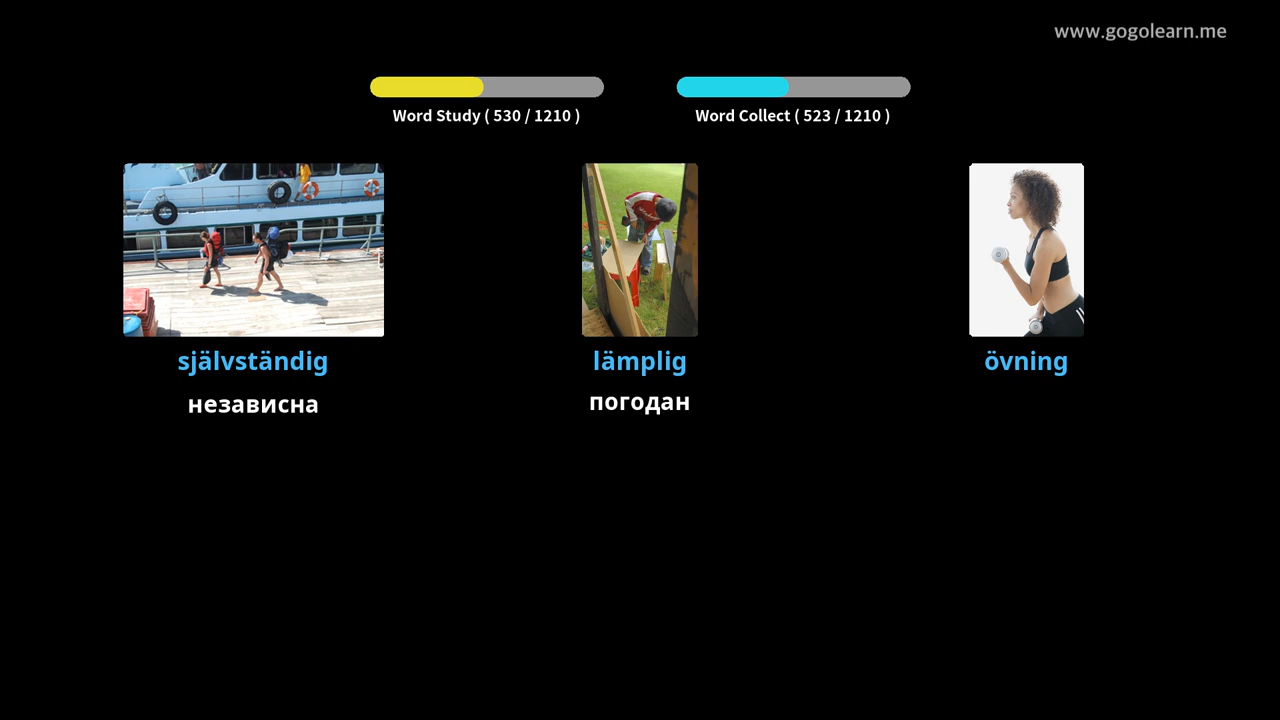 www.gogolearn.me
Word Study ( 530 / 1210 )
Word Collect ( 523 / 1210 )
självständig
lämplig
övning
независна
погодан